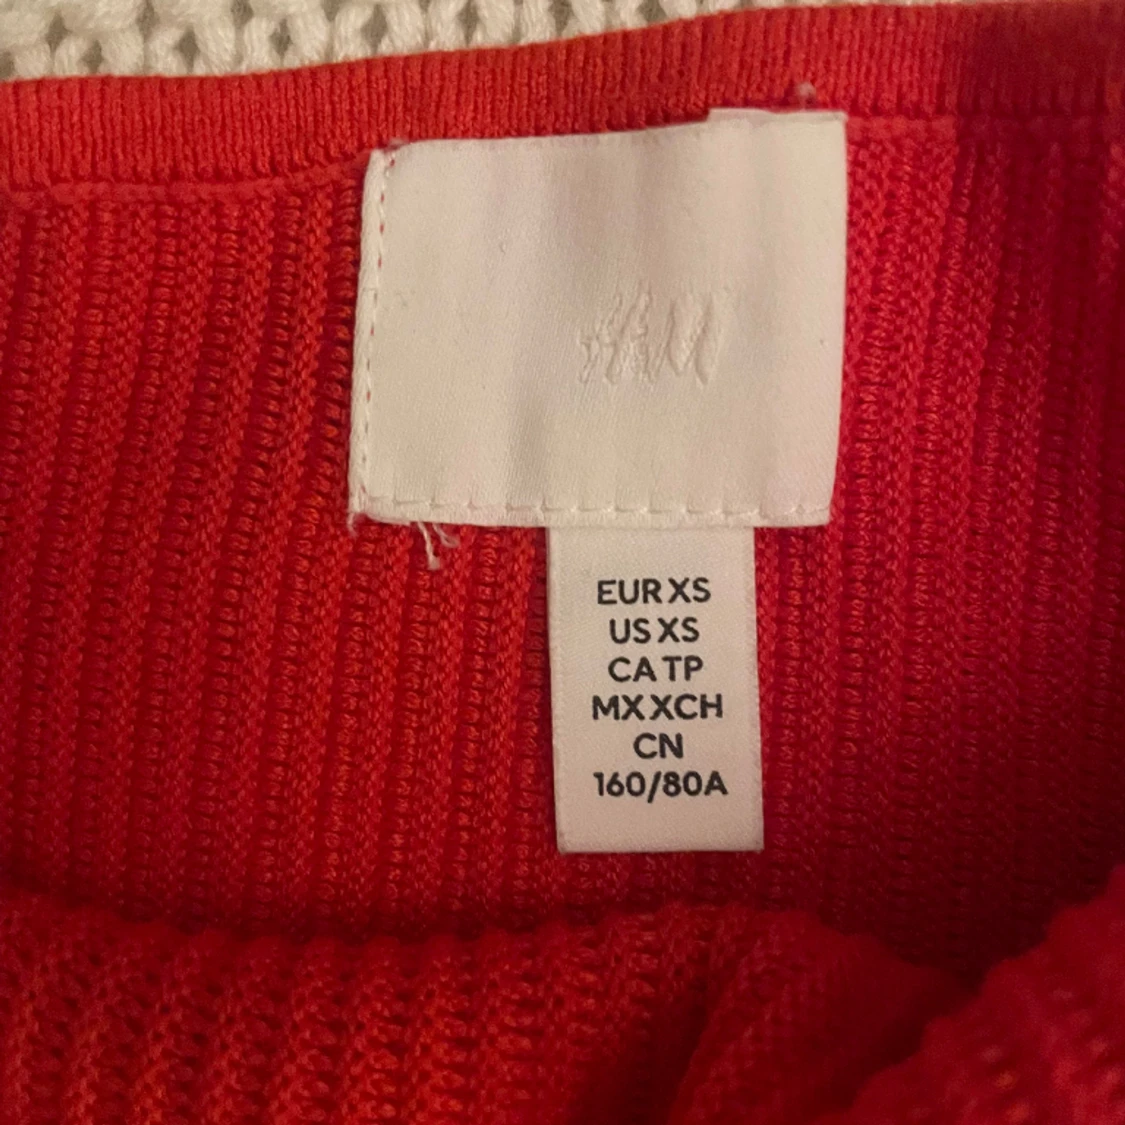 H&M
EUR XS
US XS
CA TP
MX XCH
CN
160/80A